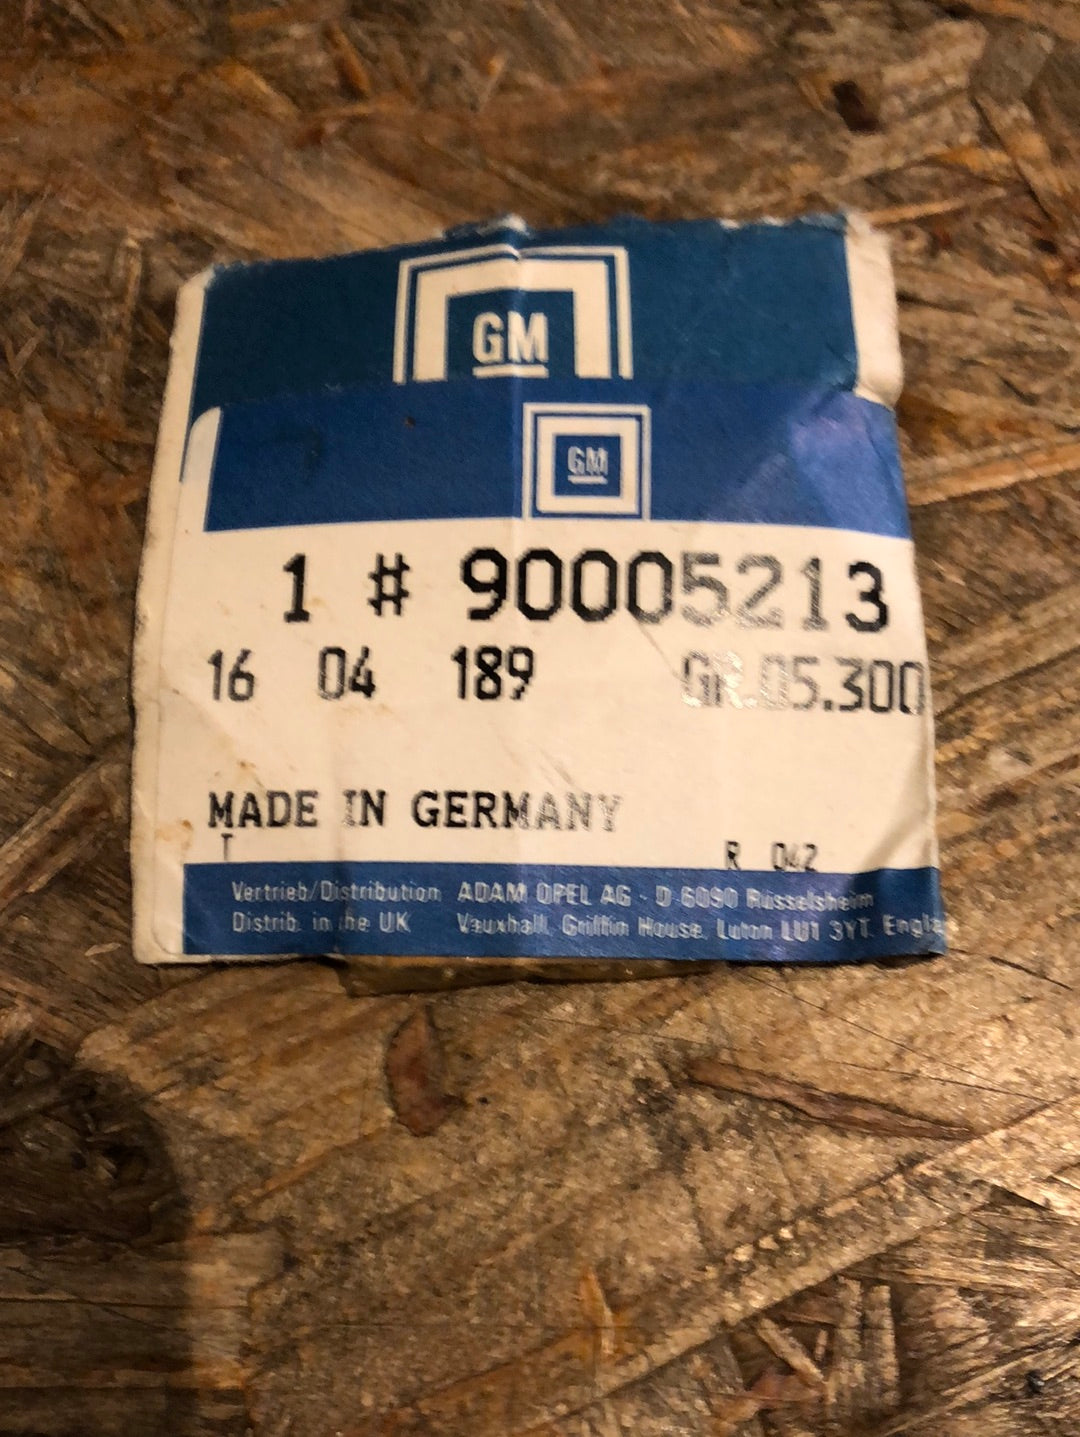 GM
GM
1 # 90005213
16 04 189 GR.05.300
MADE IN GERMANY
T R 042
Vertrieb/Distribution ADAM OPEL AG - D 6090 Rüsselsheim
Distrib. in the UK Vauxhall, Griffin House, Luton LU1 3YT, Engla